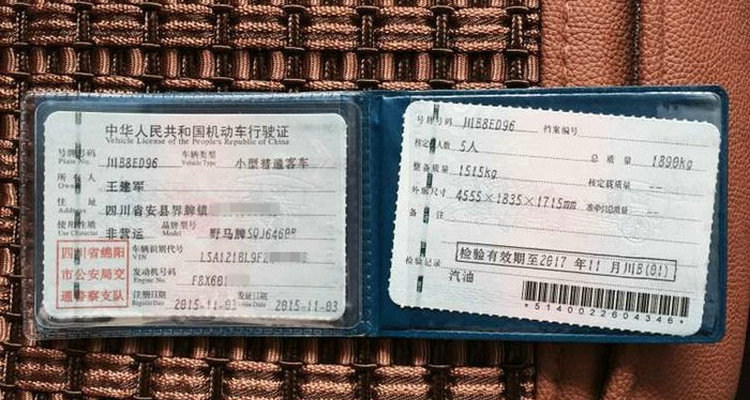 中华人民共和国机动车行驶证
Vehicle License of the People's Republic of China
号牌号码 川B8ED96 车辆类型 小型普通客车
Plate No. Vehicle Type
所有人 王建军
Owner
住址 四川省安县界牌镇
Address
使用性质 非营运 品牌型号 野马牌SQJ6460B
Use Character Model
四川省绵阳
市公安局交
通警察支队
车辆识别代号 LSA121BL9F2
VIN
发动机号码 FBX601
Engine No.
注册日期 2015-11-03 发证日期 2015-11-03
Register Date Issue Date
号牌号码 川B8ED96 档案编号
核定载人数 5人 总质量 1890kg
整备质量 1515kg 核定载质量 --
外廓尺寸 4555×1835×1715mm 准牵引总质量 --
备注
检验有效期至2017年11月川B(01)
检验记录
汽油
*5140022604346*